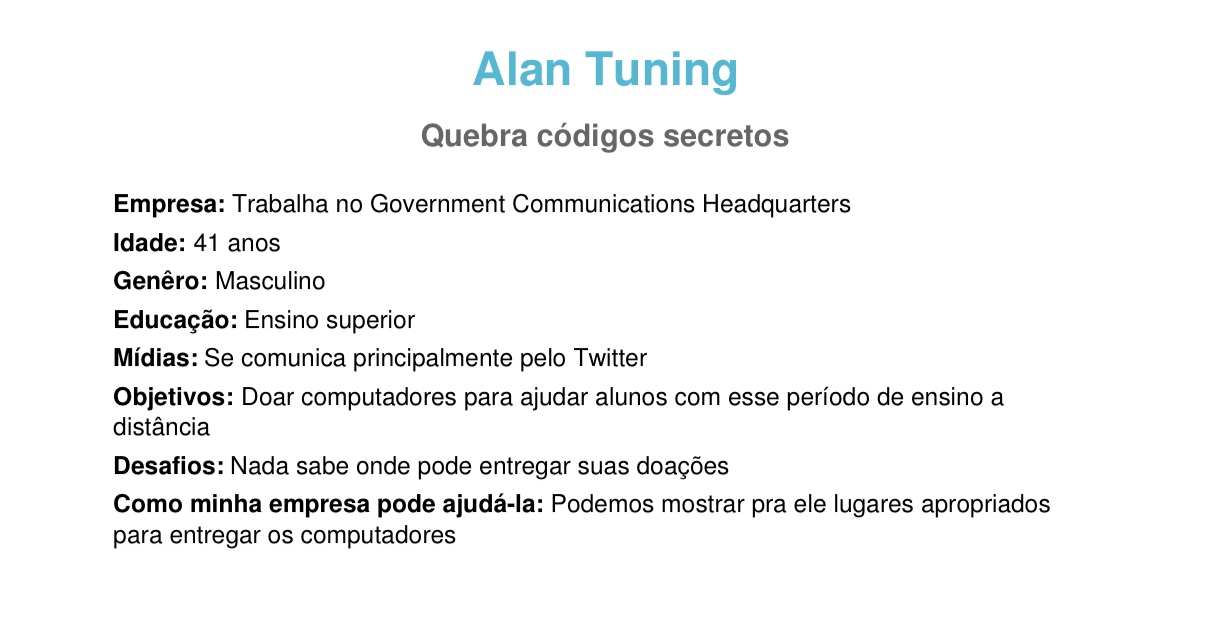 Alan Tuning
Quebra códigos secretos
Empresa: Trabalha no Government Communications Headquarters
Idade: 41 anos
Genêro: Masculino
Educação: Ensino superior
Mídias: Se comunica principalmente pelo Twitter
Objetivos: Doar computadores para ajudar alunos com esse período de ensino a
distância
Desafios: Nada sabe onde pode entregar suas doações
Como minha empresa pode ajudá-la: Podemos mostrar pra ele lugares apropriados
para entregar os computadores